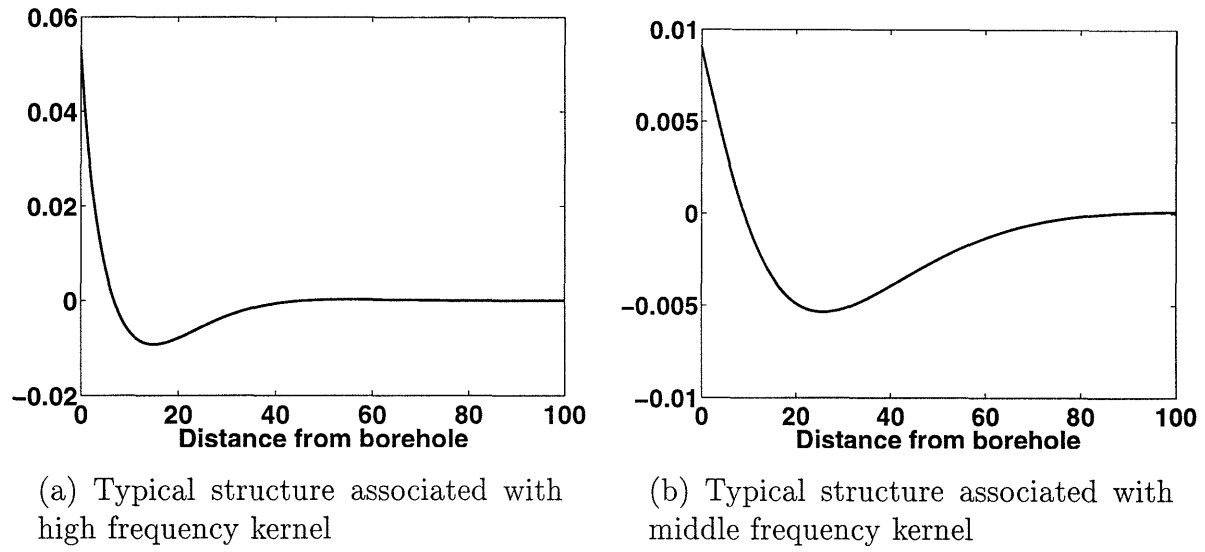 0.06
0.04
0.02
0
−0.02
0 20 40 60 80 100
Distance from borehole
(a) Typical structure associated with
high frequency kernel
0.01
0.005
0
−0.005
−0.01
0 20 40 60 80 100
Distance from borehole
(b) Typical structure associated with
middle frequency kernel